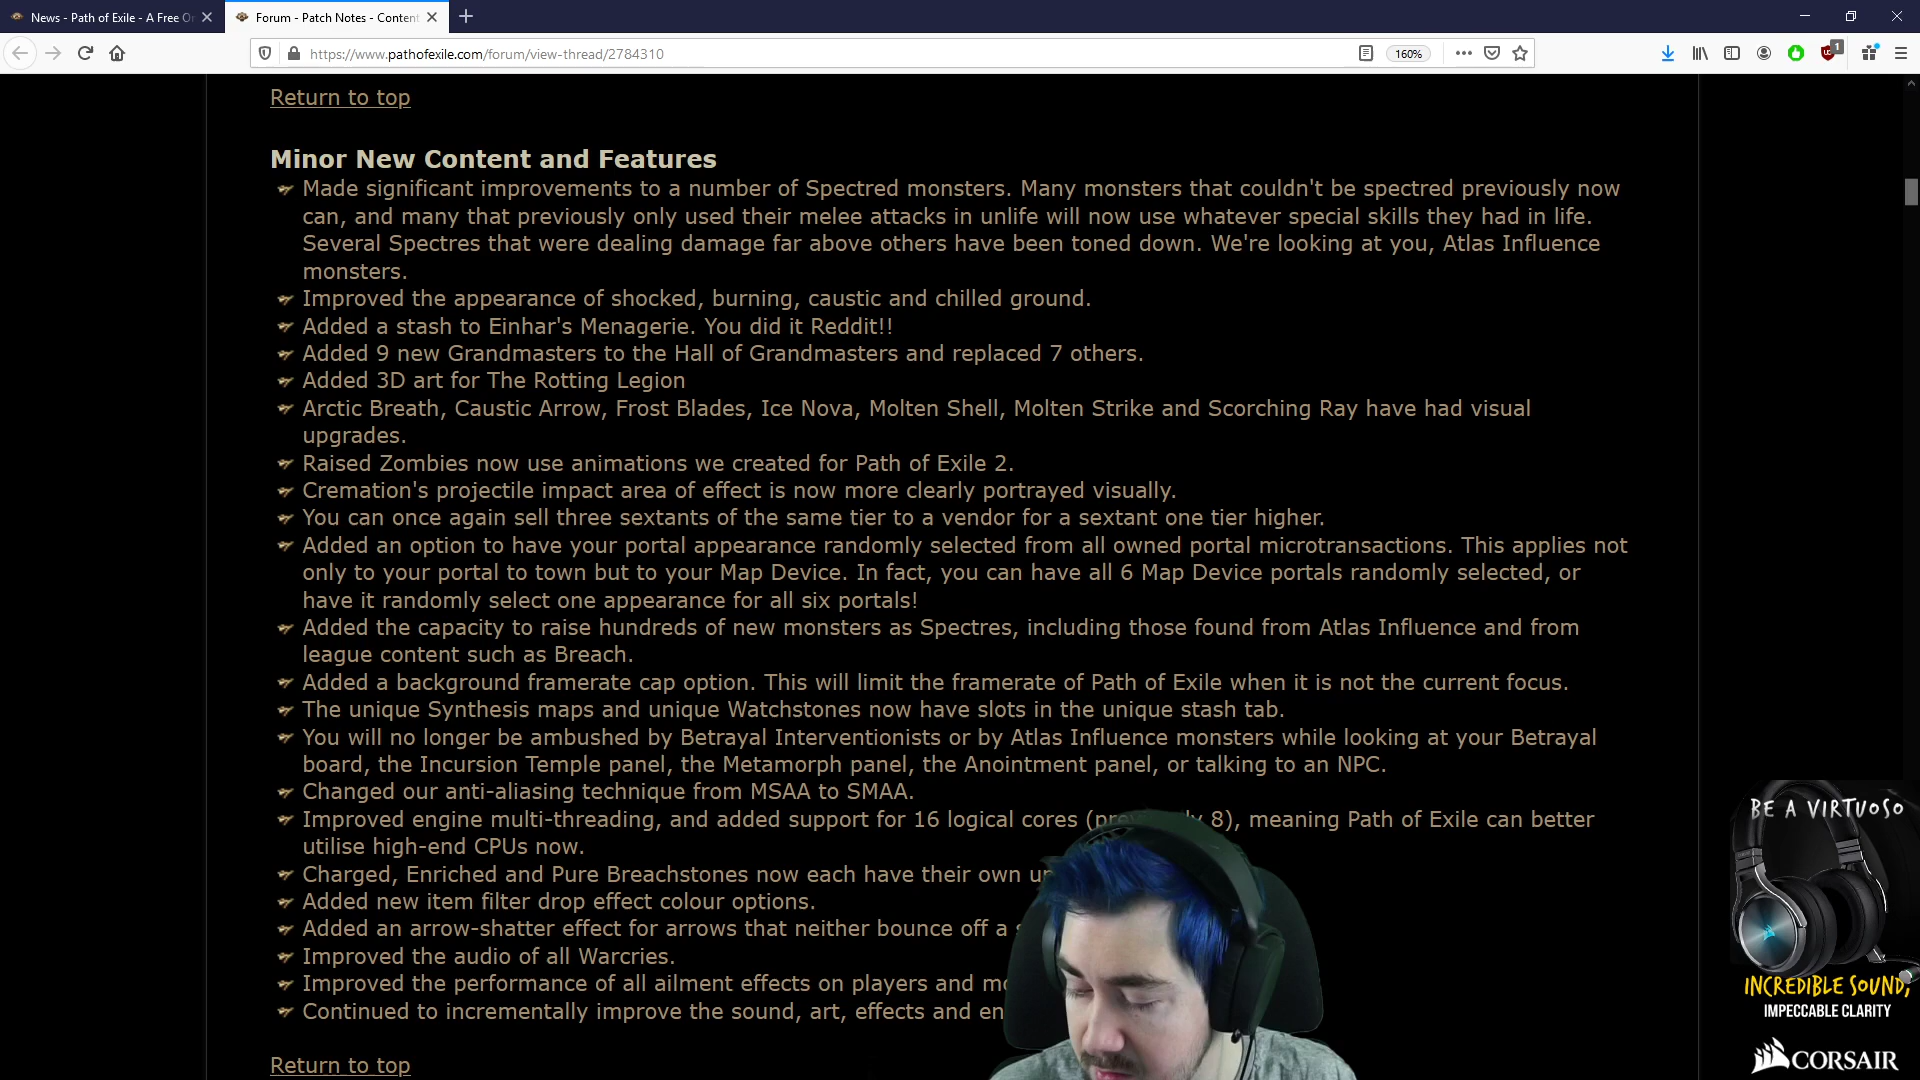 News - Path of Exile - A Free On
Forum - Patch Notes - Content
https://www.pathofexile.com/forum/view-thread/2784310
160%
1
Return to top
Minor New Content and Features
Made significant improvements to a number of Spectred monsters. Many monsters that couldn't be spectred previously now
can, and many that previously only used their melee attacks in unlife will now use whatever special skills they had in life.
Several Spectres that were dealing damage far above others have been toned down. We're looking at you, Atlas Influence
monsters.
Improved the appearance of shocked, burning, caustic and chilled ground.
Added a stash to Einhar's Menagerie. You did it Reddit!!
Added 9 new Grandmasters to the Hall of Grandmasters and replaced 7 others.
Added 3D art for The Rotting Legion
Arctic Breath, Caustic Arrow, Frost Blades, Ice Nova, Molten Shell, Molten Strike and Scorching Ray have had visual
upgrades.
Raised Zombies now use animations we created for Path of Exile 2.
Cremation's projectile impact area of effect is now more clearly portrayed visually.
You can once again sell three sextants of the same tier to a vendor for a sextant one tier higher.
Added an option to have your portal appearance randomly selected from all owned portal microtransactions. This applies not
only to your portal to town but to your Map Device. In fact, you can have all 6 Map Device portals randomly selected, or
have it randomly select one appearance for all six portals!
Added the capacity to raise hundreds of new monsters as Spectres, including those found from Atlas Influence and from
league content such as Breach.
Added a background framerate cap option. This will limit the framerate of Path of Exile when it is not the current focus.
The unique Synthesis maps and unique Watchstones now have slots in the unique stash tab.
You will no longer be ambushed by Betrayal Interventionists or by Atlas Influence monsters while looking at your Betrayal
board, the Incursion Temple panel, the Metamorph panel, the Anointment panel, or talking to an NPC.
Changed our anti-aliasing technique from MSAA to SMAA.
Improved engine multi-threading, and added support for 16 logical cores 8), meaning Path of Exile can better
utilise high-end CPUs now.
Charged, Enriched and Pure Breachstones now each have their own
Added new item filter drop effect colour options.
Added an arrow-shatter effect for arrows that neither bounce off a
Improved the audio of all Warcries.
Improved the performance of all ailment effects on players and
Continued to incrementally improve the sound, art, effects and
Return to top
BE A VIRTUOSO
INCREDIBLE SOUND,
IMPECCABLE CLARITY
CORSAIR